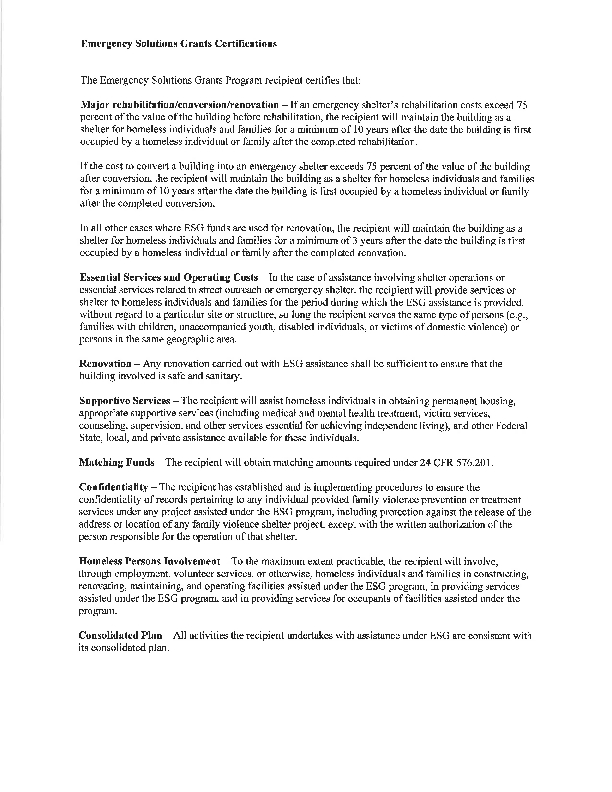 Emergency Solutions Grants Certifications
The Emergency Solutions Grants Program recipient certifies that:
Major rehabilitation/conversion/renovation – If an emergency shelter's rehabilitation costs exceed 75
percent of the value of the building before rehabilitation, the recipient will maintain the building as a
shelter for homeless individuals and families for a minimum of 10 years after the date the building is first
occupied by a homeless individual or family after the completed rehabilitation.
If the cost to convert a building into an emergency shelter exceeds 75 percent of the value of the building
after conversion, the recipient will maintain the building as a shelter for homeless individuals and families
for a minimum of 10 years after the date the building is first occupied by a homeless individual or family
after the completed conversion.
In all other cases where ESG funds are used for renovation, the recipient will maintain the building as a
shelter for homeless individuals and families for a minimum of 3 years after the date the building is first
occupied by a homeless individual or family after the completed renovation.
Essential Services and Operating Costs – In the case of assistance involving shelter operations or
essential services related to street outreach or emergency shelter, the recipient will provide services or
shelter to homeless individuals and families for the period during which the ESG assistance is provided,
without regard to a particular site or structure, so long the recipient serves the same type of persons (e.g.,
families with children, unaccompanied youth, disabled individuals, or victims of domestic violence) or
persons in the same geographic area.
Renovation – Any renovation carried out with ESG assistance shall be sufficient to ensure that the
building involved is safe and sanitary.
Supportive Services – The recipient will assist homeless individuals in obtaining permanent housing,
appropriate supportive services (including medical and mental health treatment, victim services,
counseling, supervision, and other services essential for achieving independent living), and other Federal
State, local, and private assistance available for these individuals.
Matching Funds – The recipient will obtain matching amounts required under 24 CFR 576.201.
Confidentiality – The recipient has established and is implementing procedures to ensure the
confidentiality of records pertaining to any individual provided family violence prevention or treatment
services under any project assisted under the ESG program, including protection against the release of the
address or location of any family violence shelter project, except with the written authorization of the
person responsible for the operation of that shelter.
Homeless Persons Involvement – To the maximum extent practicable, the recipient will involve,
through employment, volunteer services, or otherwise, homeless individuals and families in constructing,
renovating, maintaining, and operating facilities assisted under the ESG program, in providing services
assisted under the ESG program, and in providing services for occupants of facilities assisted under the
program.
Consolidated Plan – All activities the recipient undertakes with assistance under ESG are consistent with
its consolidated plan.